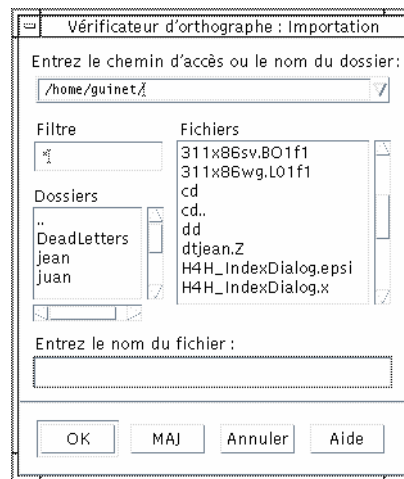 Vérificateur d'orthographe : Importation
Entrez le chemin d'accès ou le nom du dossier:
/home/guinet/
Filtre
*
Fichiers
311x86sv.BO1f1
311x86wg.L01f1
cd
cd..
dd
dtjean.Z
H4H_IndexDialog.epsi
H4H_IndexDialog.x
Dossiers
..
DeadLetters
jean
juan
Entrez le nom du fichier :
OK
MAJ
Annuler
Aide